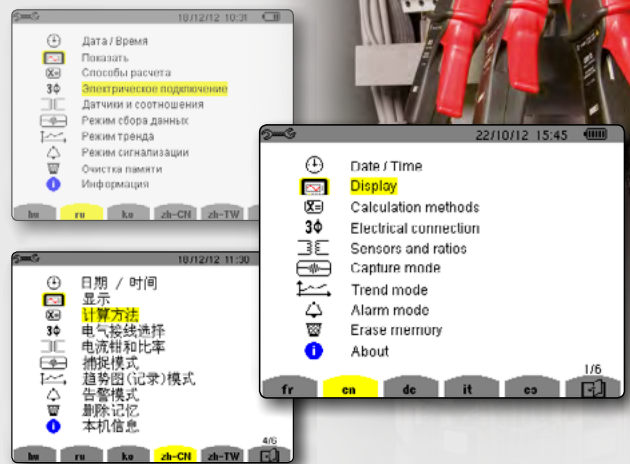 18/12/12 10:31
Дата / Время
Показать
Способы расчета
3ф Электрическое подключение
Датчики и соотношения
Режим сбора данных
Режим тренда
Режим сигнализации
Очистка памяти
Информация
hu ru ko zh-CN zh-TW
22/10/12 15:45
Date / Time
Display
Calculation methods
3ф Electrical connection
Sensors and ratios
Capture mode
Trend mode
Alarm mode
Erase memory
About
1/6
fr en de it es
18/12/12 11:30
日期 / 时间
显示
计算方法
3ф 电气接线选择
电流钳和比率
捕捉模式
趋势图(记录)模式
告警模式
删除记忆
本机信息
4/6
hu ru ko zh-CN zh-TW